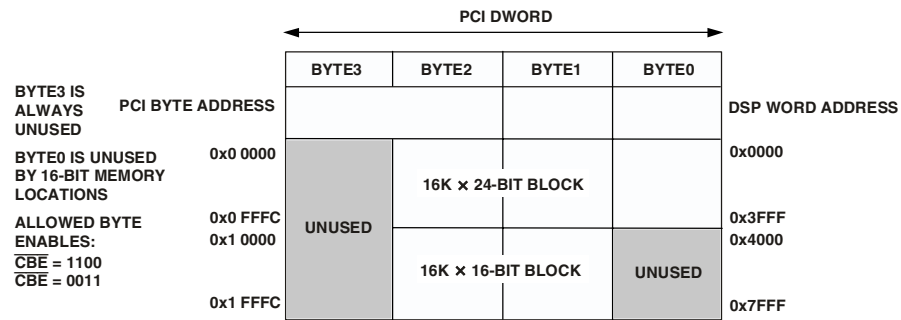 PCI DWORD
BYTE3 BYTE2 BYTE1 BYTE0
BYTE3 IS
ALWAYS
UNUSED
PCI BYTE ADDRESS
DSP WORD ADDRESS
BYTE0 IS UNUSED
BY 16-BIT MEMORY
LOCATIONS
ALLOWED BYTE
ENABLES:
CBE = 1100
CBE = 0011
0x0 0000
0x0 FFFC
0x1 0000
0x1 FFFC
UNUSED
16K × 24-BIT BLOCK
16K × 16-BIT BLOCK
UNUSED
0x0000
0x3FFF
0x4000
0x7FFF